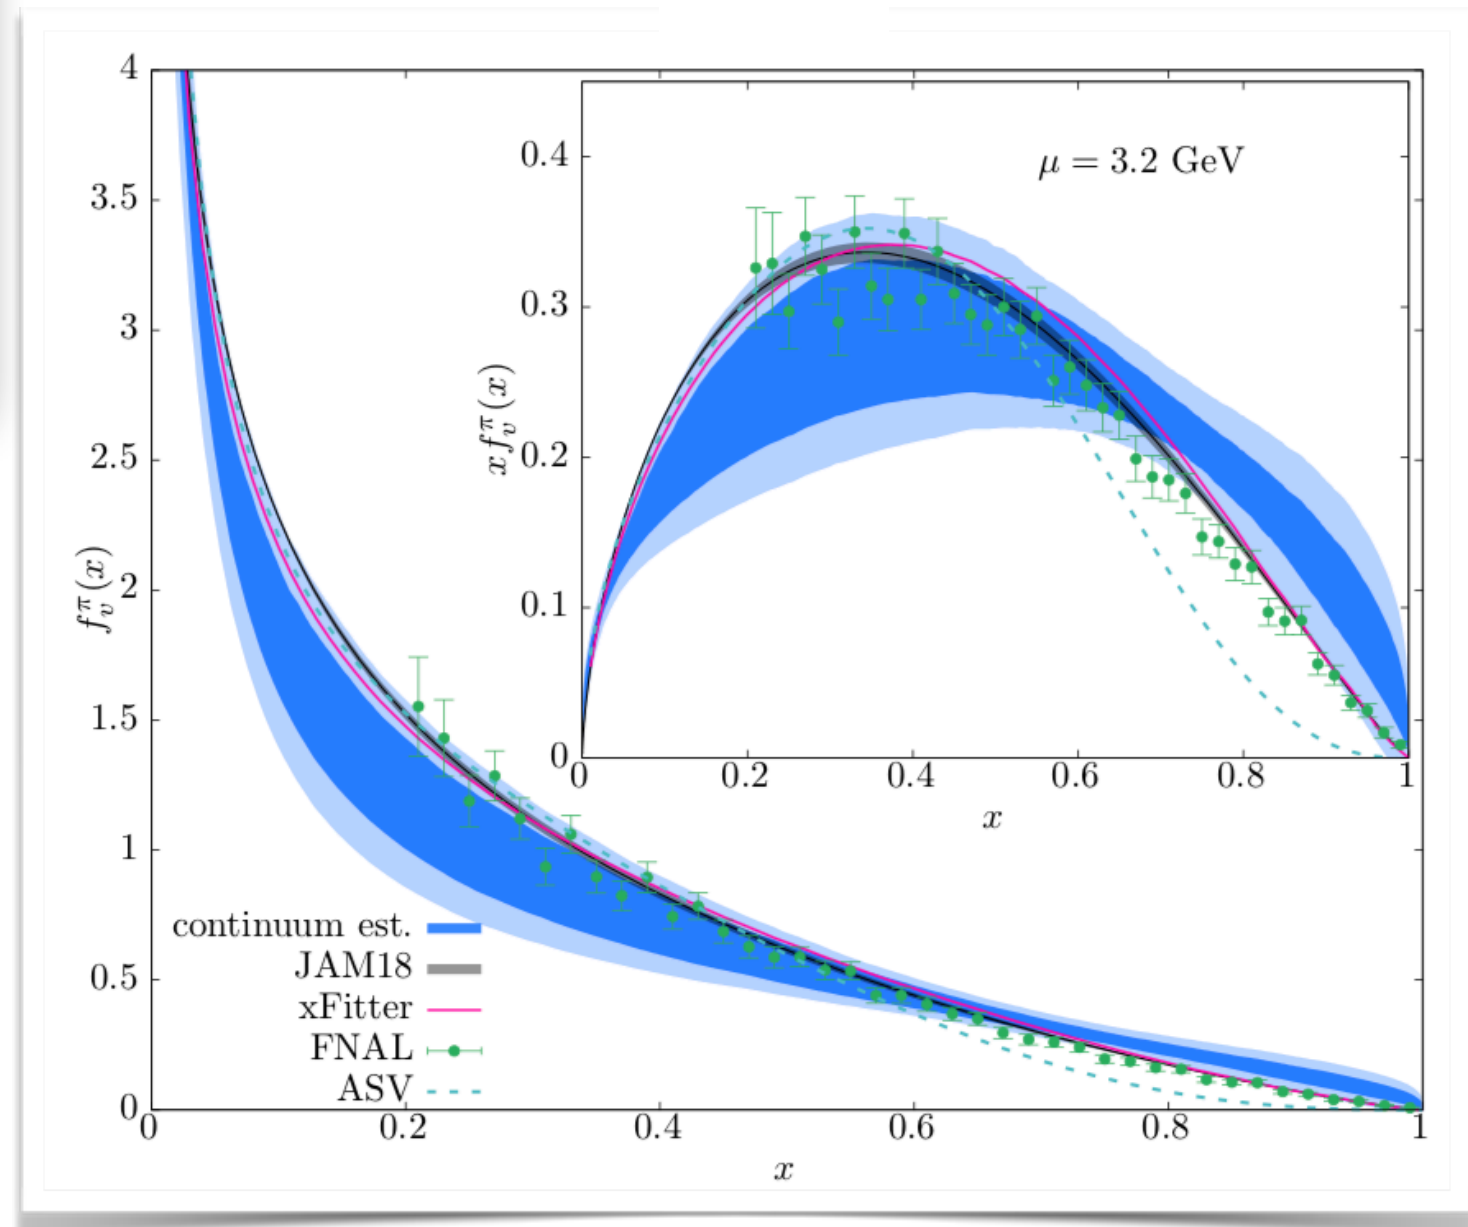 4
3.5
3
2.5
2
1.5
1
0.5
0
f_v^π(x)
0 0.2 0.4 0.6 0.8 1
x
continuum est.
JAM18
xFitter
FNAL
ASV
μ = 3.2 GeV
0.4
0.3
0.2
0.1
0
x f_v^π(x)
0 0.2 0.4 0.6 0.8 1
x